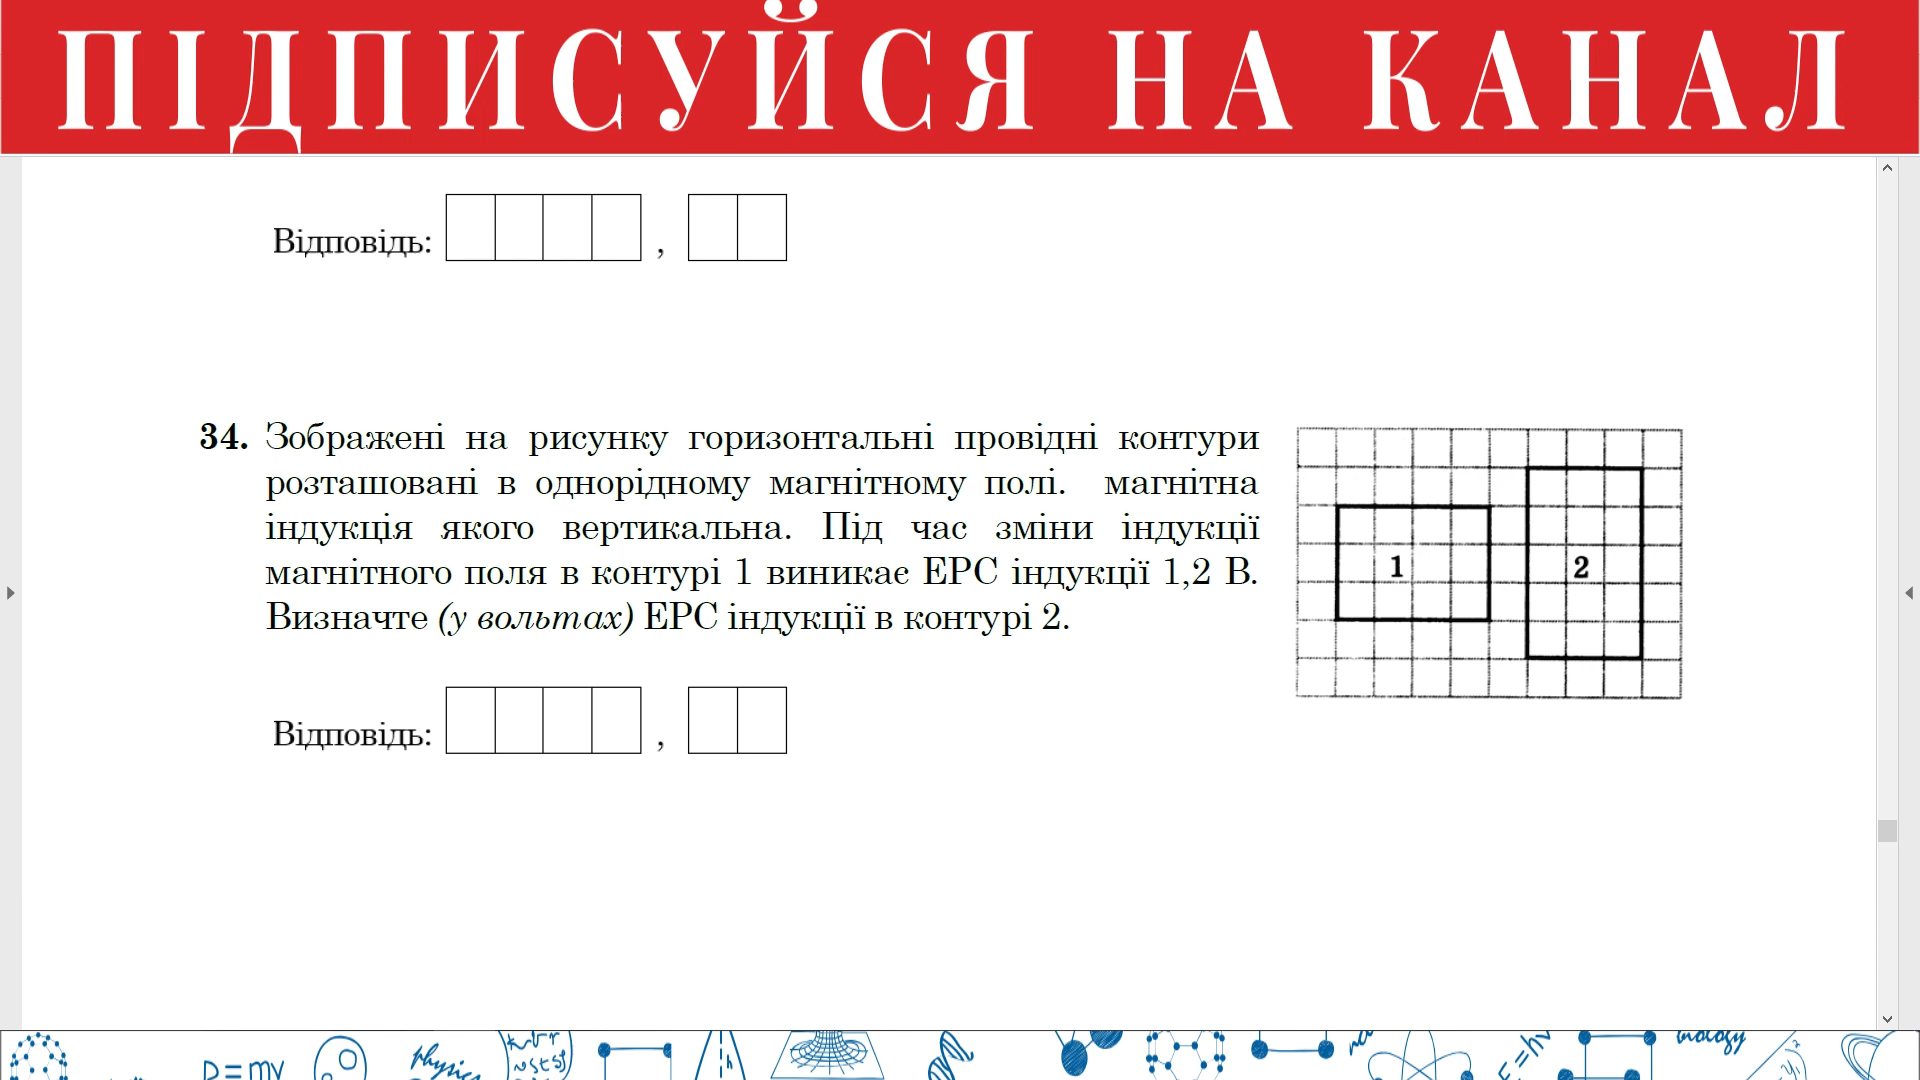 ПІДПИСУЙСЯ НА КАНАЛ
Відповідь: ,
34. Зображені на рисунку горизонтальні провідні контури
розташовані в однорідному магнітному полі. магнітна
індукція якого вертикальна. Під час зміни індукції
магнітного поля в контурі 1 виникає ЕРС індукції 1,2 В.
Визначте (у вольтах) ЕРС індукції в контурі 2.
1
2
Відповідь: ,
physics
biology